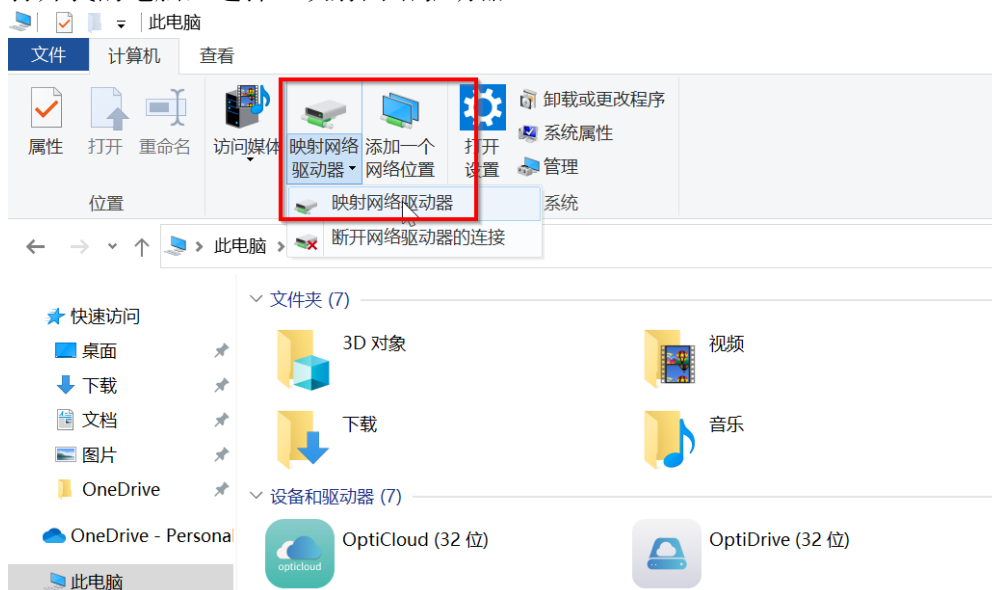 此电脑
文件 计算机 查看
属性 打开 重命名 访问媒体 映射网络驱动器 添加一个网络位置 打开设置 卸载或更改程序
系统属性
管理
位置 系统
映射网络驱动器
断开网络驱动器的连接
此电脑
快速访问
桌面
下载
文档
图片
OneDrive
OneDrive - Personal
此电脑
文件夹 (7)
3D 对象 视频
下载 音乐
设备和驱动器 (7)
opticloud
OptiCloud (32 位) OptiDrive (32 位)